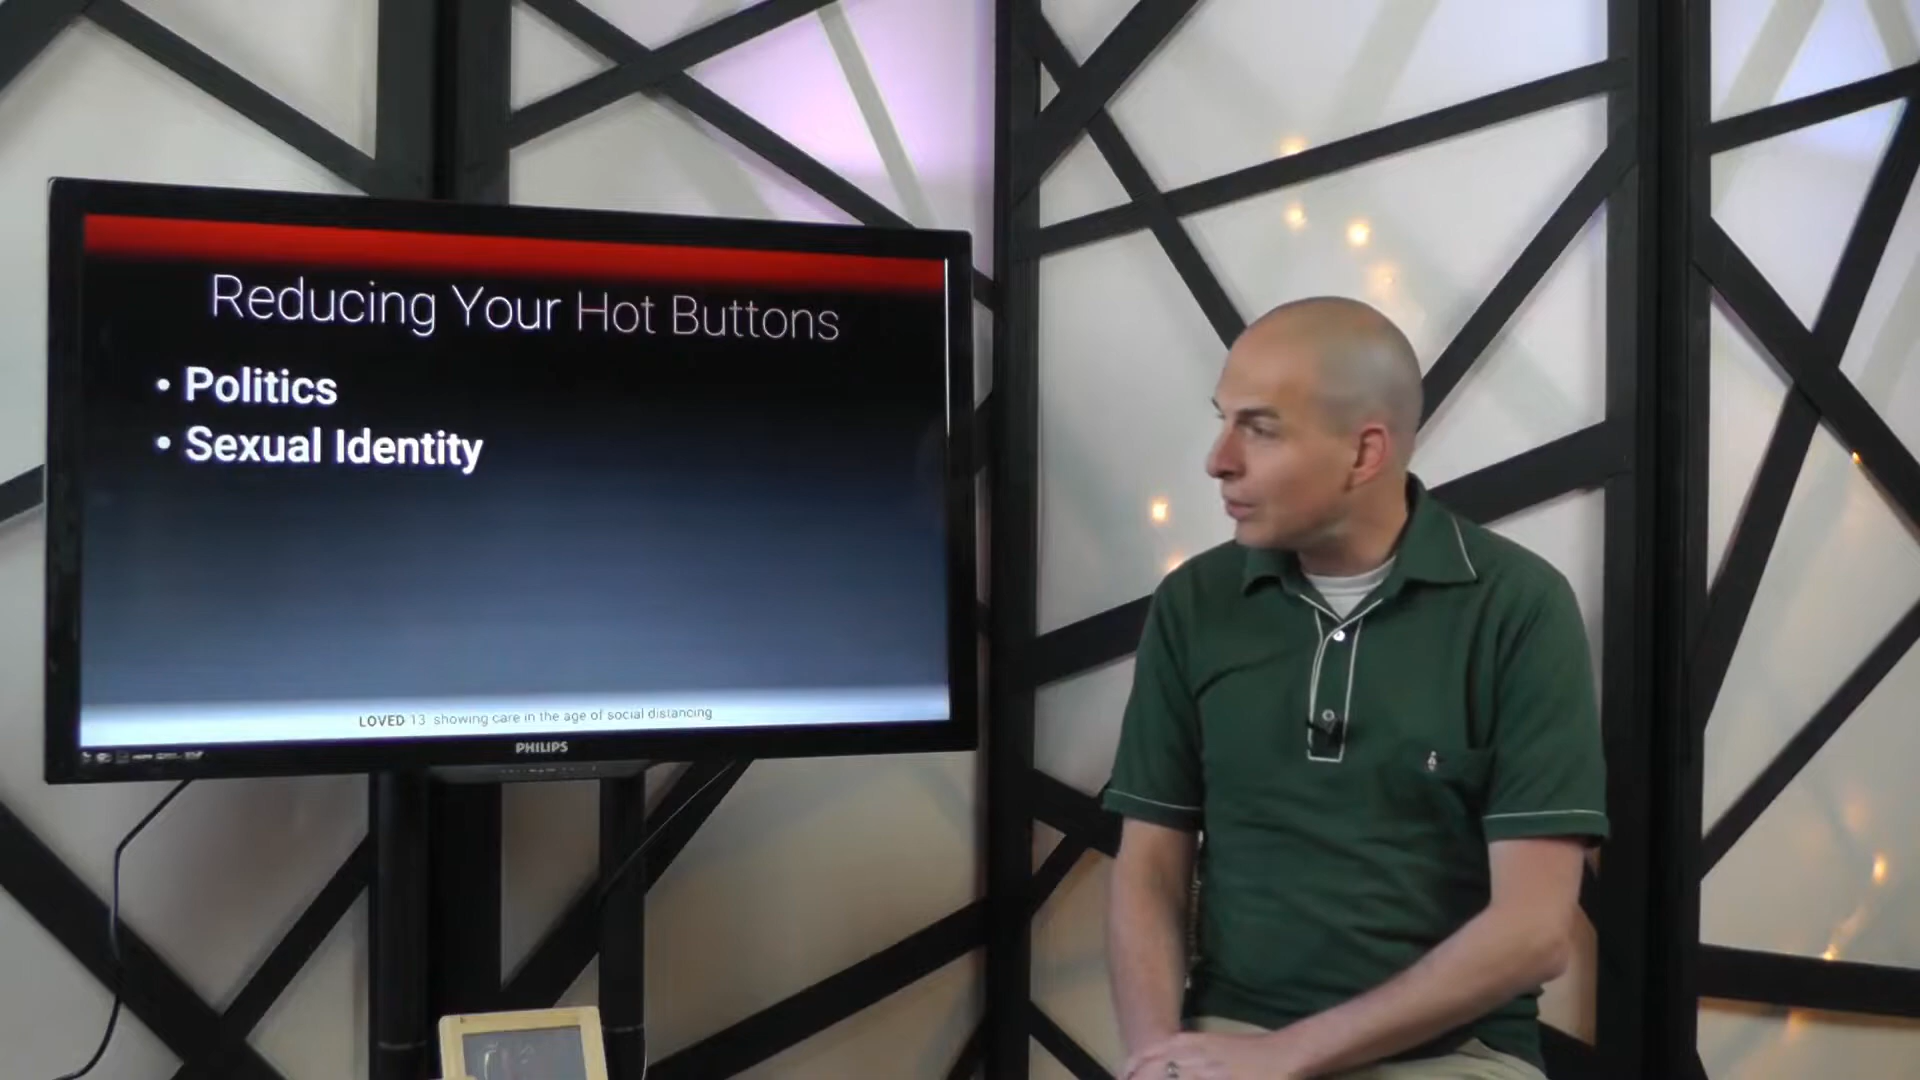 Reducing Your Hot Buttons
• Politics
• Sexual Identity
LOVED 13 showing care in the age of social distancing
PHILIPS